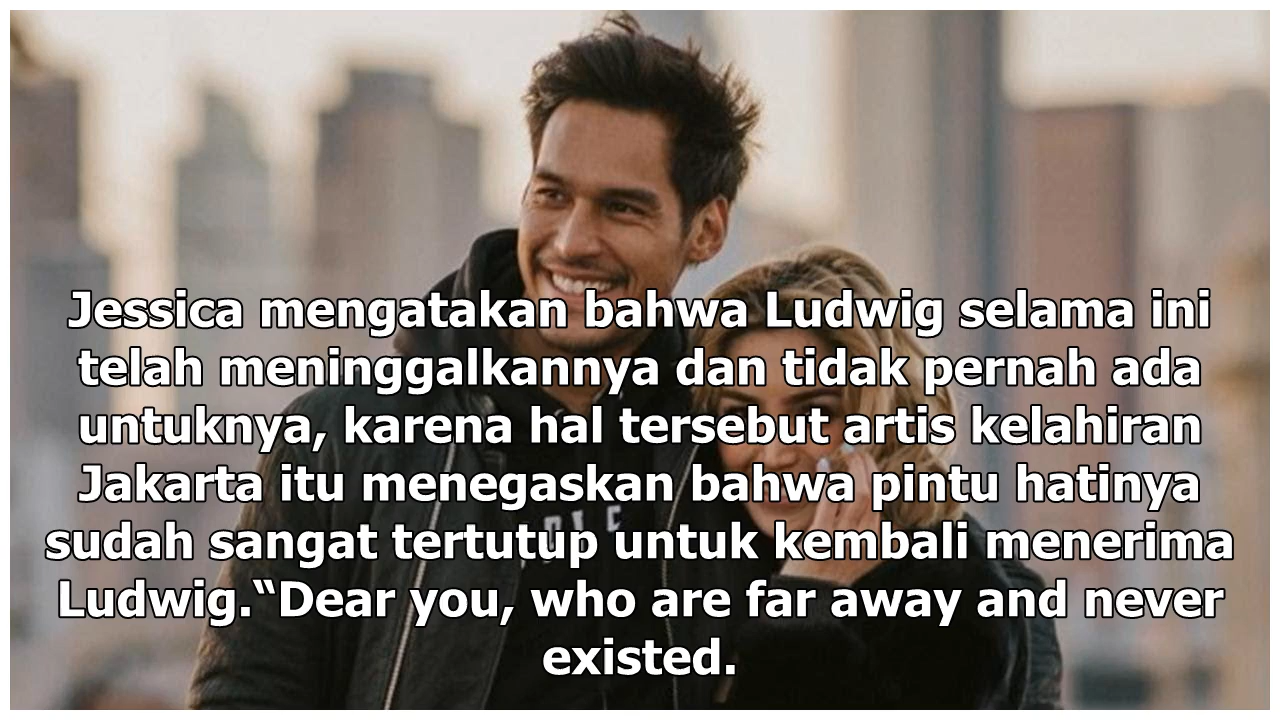 Jessica mengatakan bahwa Ludwig selama ini
telah meninggalkannya dan tidak pernah ada
untuknya, karena hal tersebut artis kelahiran
Jakarta itu menegaskan bahwa pintu hatinya
sudah sangat tertutup untuk kembali menerima
Ludwig.“Dear you, who are far away and never
existed.